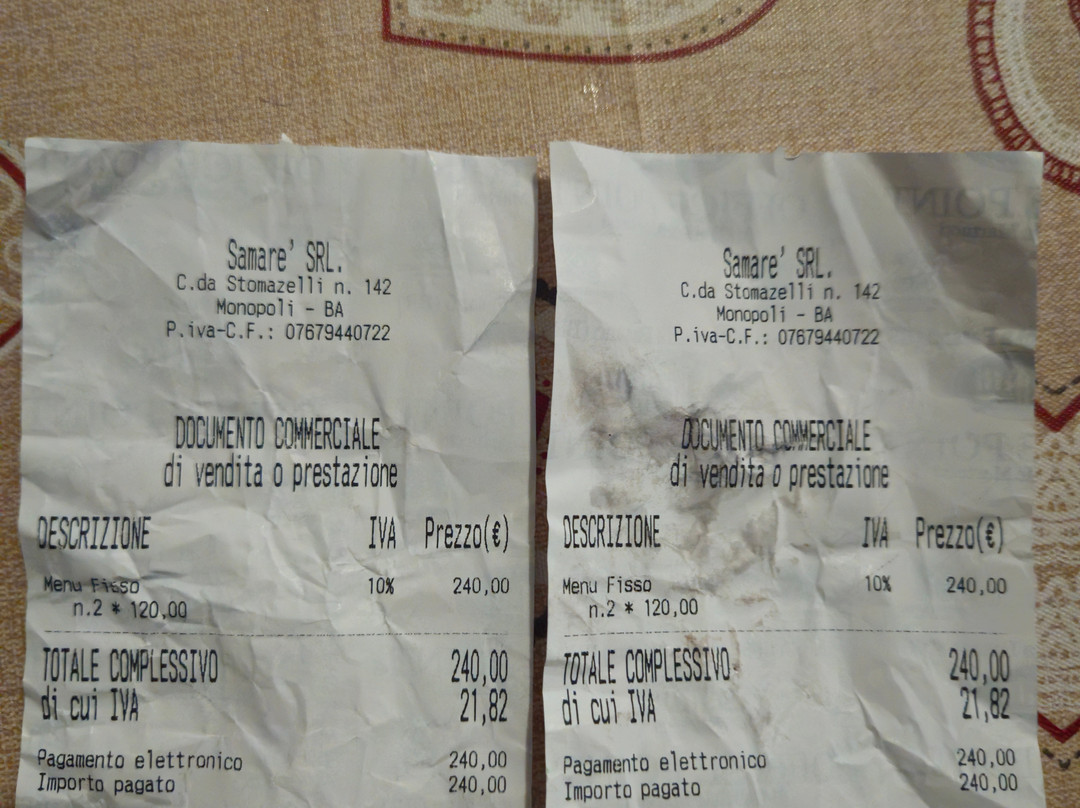 Samare' SRL.
C.da Stomazelli n. 142
Monopoli - BA
P.iva-C.F.: 07679440722
DOCUMENTO COMMERCIALE
di vendita o prestazione
DESCRIZIONE IVA Prezzo(€)
Menu Fisso 10% 240,00
n.2 * 120,00
TOTALE COMPLESSIVO 240,00
di cui IVA 21,82
Pagamento elettronico 240,00
Importo pagato 240,00
Samare' SRL.
C.da Stomazelli n. 142
Monopoli - BA
P.iva-C.F.: 07679440722
DOCUMENTO COMMERCIALE
di vendita o prestazione
DESCRIZIONE IVA Prezzo(€)
Menu Fisso 10% 240,00
n.2 * 120,00
TOTALE COMPLESSIVO 240,00
di cui IVA 21,82
Pagamento elettronico 240,00
Importo pagato 240,00
POINT